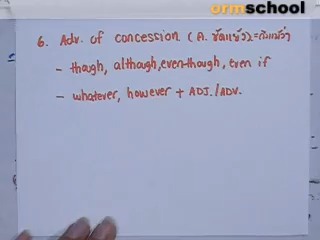 ormschool
6. Adv. of concession (A. ขัดแย้ง)=ถึงแม้ว่า
- though, although, even though, even if
- whatever, however + ADJ./ADV.